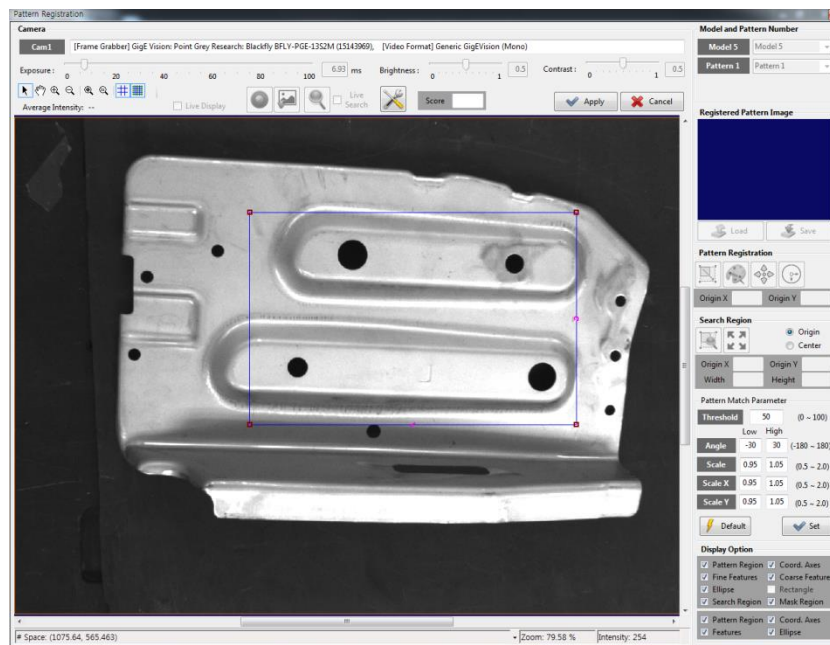 Pattern Registration
Camera
Cam1 [Frame Grabber] GigE Vision: Point Grey Research: Blackfly BFLY-PGE-13S2M (15143969), [Video Format] Generic GigEVision (Mono)
Exposure : 0 20 40 60 80 100 6.93 ms Brightness : 0 1 0.5 Contrast : 0 1 0.5
Average Intensity: -- Live Display Live Search Score Apply Cancel
Model and Pattern Number
Model 5 Model 5
Pattern 1 Pattern 1
Registered Pattern Image
Load Save
Pattern Registration
Origin X Origin Y
Search Region
Origin
Center
Origin X Origin Y
Width Height
Pattern Match Parameter
Threshold 50 (0 ~ 100)
Low High
Angle -30 30 (-180 ~ 180)
Scale 0.95 1.05 (0.5 ~ 2.0)
Scale X 0.95 1.05 (0.5 ~ 2.0)
Scale Y 0.95 1.05 (0.5 ~ 2.0)
Default Set
Display Option
Pattern Region Coord. Axes
Fine Features Coarse Feature
Ellipse Rectangle
Search Region Mask Region
Pattern Region Coord. Axes
Features Ellipse
# Space: (1075.64, 565.463) Zoom: 79.58 % Intensity: 254